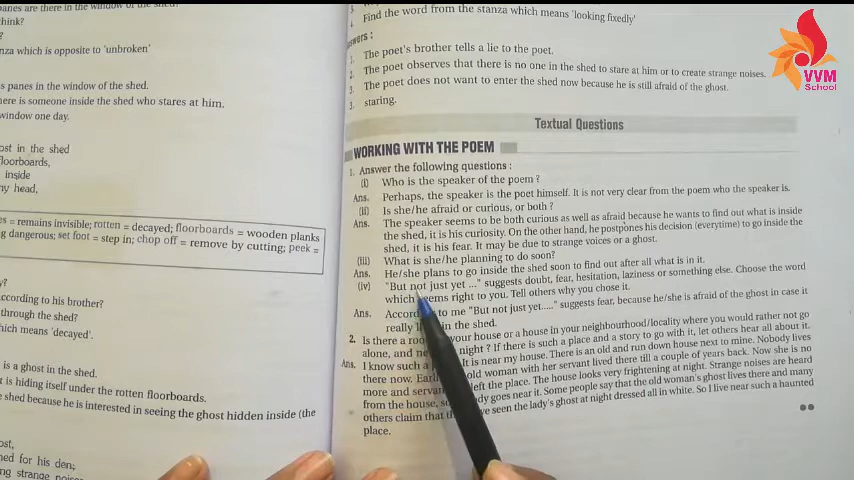 panes are there in the window of the shed
think?
?
nza which is opposite to 'unbroken'
s panes in the window of the shed.
ere is someone inside the shed who stares at him.
window one day.
ost in the shed
floorboards,
inside
ny head,
es = remains invisible; rotten = decayed; floorboards = wooden planks
g dangerous; set foot = step in; chop off = remove by cutting; peek =
y?
ccording to his brother?
through the shed?
hich means 'decayed'.
is a ghost in the shed.
t is hiding itself under the rotten floorboards.
e shed because he is interested in seeing the ghost hidden inside (the
ost,
ned for his den;
ng strange
4. Find the word from the stanza which means 'looking fixedly'
nswers :
1. The poet's brother tells a lie to the poet.
2. The poet observes that there is no one in the shed to stare at him or to create strange noises.
3. The poet does not want to enter the shed now because he is still afraid of the ghost.
3. staring.
Textual Questions
WORKING WITH THE POEM
1. Answer the following questions :
(i) Who is the speaker of the poem ?
Ans. Perhaps, the speaker is the poet himself. It is not very clear from the poem who the speaker is.
(ii) Is she/he afraid or curious, or both ?
Ans. The speaker seems to be both curious as well as afraid because he wants to find out what is inside
the shed, it is his curiosity. On the other hand, he postpones his decision (everytime) to go inside the
shed, it is his fear. It may be due to strange voices or a ghost.
(iii) What is she/he planning to do soon?
Ans. He/she plans to go inside the shed soon to find out after all what is in it.
(iv) "But not just yet ..." suggests doubt, fear, hesitation, laziness or something else. Choose the word
which seems right to you. Tell others why you chose it.
Ans. According to me "But not just yet....." suggests fear, because he/she is afraid of the ghost in case it
really in the shed.
2. Is there a your house or a house in your neighbourhood/locality where you would rather not go
alone, and night ? If there is such a place and a story to go with it, let others hear all about it.
Ans. I know such a It is near my house. There is an old and run down house next to mine. Nobody lives
there now. old woman with her servant lived there till a couple of years back. Now she is no
more and left the place. The house looks very frightening at night. Strange noises are heard
from the house, goes near it. Some people say that the old woman's ghost lives there and many
others claim that seen the lady's ghost at night dressed all in white. So I live near such a haunted
place.
VVM
School